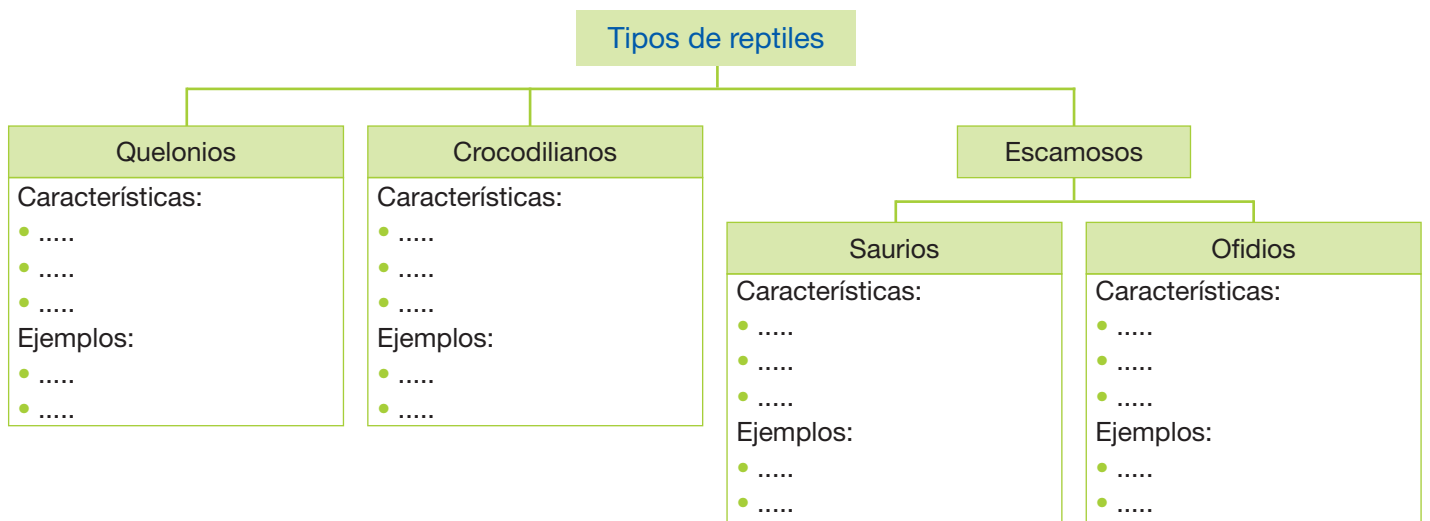 Tipos de reptiles
Quelonios
Características:
• .....
• .....
• .....
Ejemplos:
• .....
• .....
Crocodilianos
Características:
• .....
• .....
• .....
Ejemplos:
• .....
• .....
Escamosos
Saurios
Características:
• .....
• .....
• .....
Ejemplos:
• .....
• .....
Ofidios
Características:
• .....
• .....
• .....
Ejemplos:
• .....
• .....